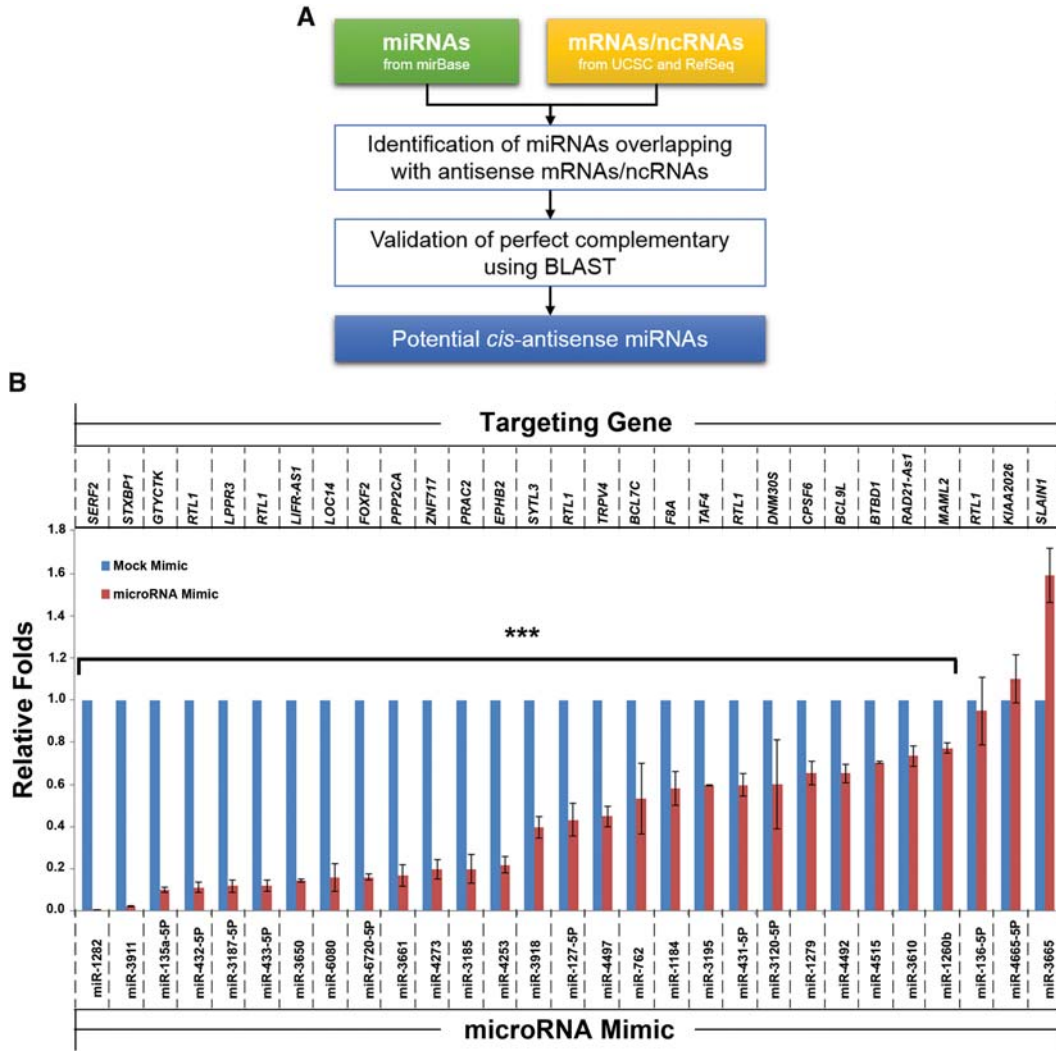 A
miRNAs
from mirBase
mRNAs/ncRNAs
from UCSC and RefSeq
Identification of miRNAs overlapping
with antisense mRNAs/ncRNAs
Validation of perfect complementary
using BLAST
Potential cis-antisense miRNAs
B
Targeting Gene
SERF2
STXBP1
GTYCTK
RTL1
LPPR3
RTL1
LIFR-AS1
LOC14
FOXF2
PPP2CA
ZNF717
PRAC2
EPHB2
SYTL3
RTL1
TRPV4
BCL7C
F8A
TAF4
RTL1
DNM3OS
CPSF6
BCL9L
BTBD1
RAD21-As1
MAML2
RTL1
KIAA2026
SLAIN1
Relative Folds
1.8
1.6
1.4
1.2
1.0
0.8
0.6
0.4
0.2
0.0
Mock Mimic
microRNA Mimic
***
miR-1282
miR-3911
miR-135a-5P
miR-432-5P
miR-3187-5P
miR-433-5P
miR-3650
miR-6080
miR-6720-5P
miR-3661
miR-4273
miR-3185
miR-4253
miR-3918
miR-127-5P
miR-4497
miR-762
miR-1184
miR-3195
miR-431-5P
miR-3120-5P
miR-1279
miR-4492
miR-4515
miR-3610
miR-1260b
miR-136-5P
miR-4665-5P
miR-3665
microRNA Mimic